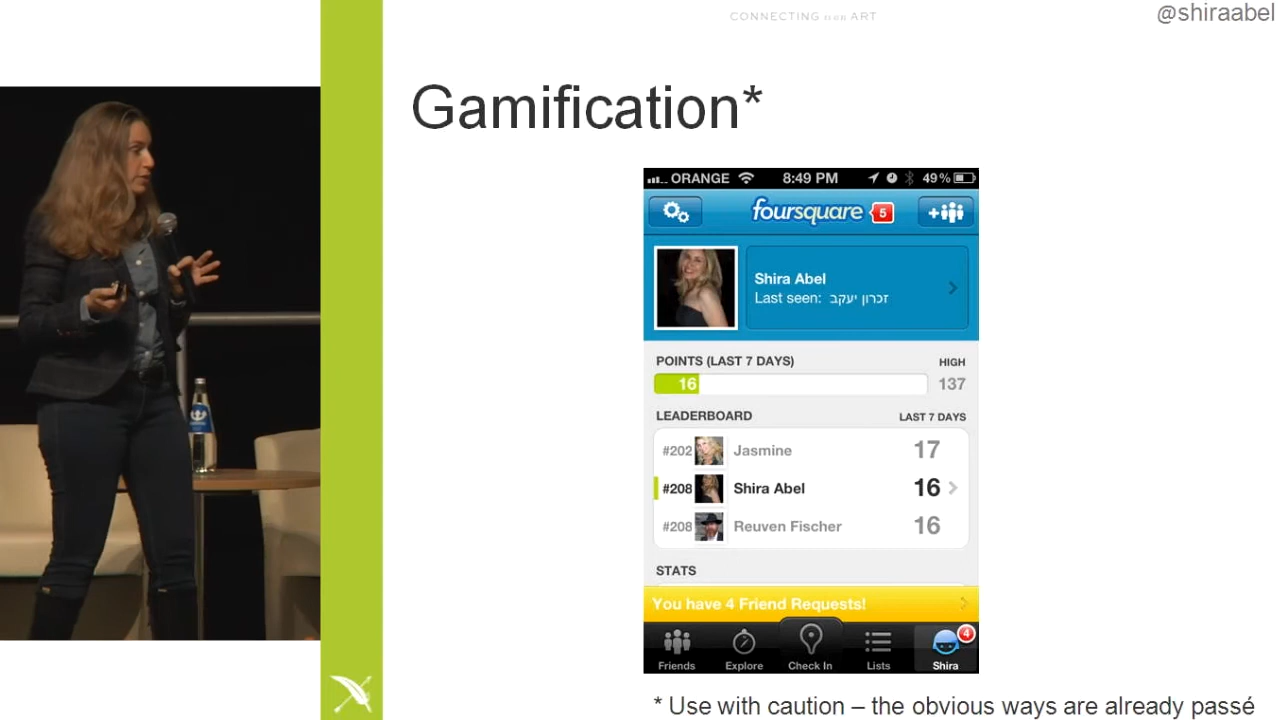 CONNECTING ART
@shiraabel
Gamification*
ORANGE 8:49 PM 49%
foursquare 5
Shira Abel
Last seen: זכרון יעקב
POINTS (LAST 7 DAYS) HIGH
16 137
LEADERBOARD LAST 7 DAYS
#202 Jasmine 17
#208 Shira Abel 16
#208 Reuven Fischer 16
STATS
You have 4 Friend Requests!
4
Friends Explore Check In Lists Shira
* Use with caution – the obvious ways are already passé